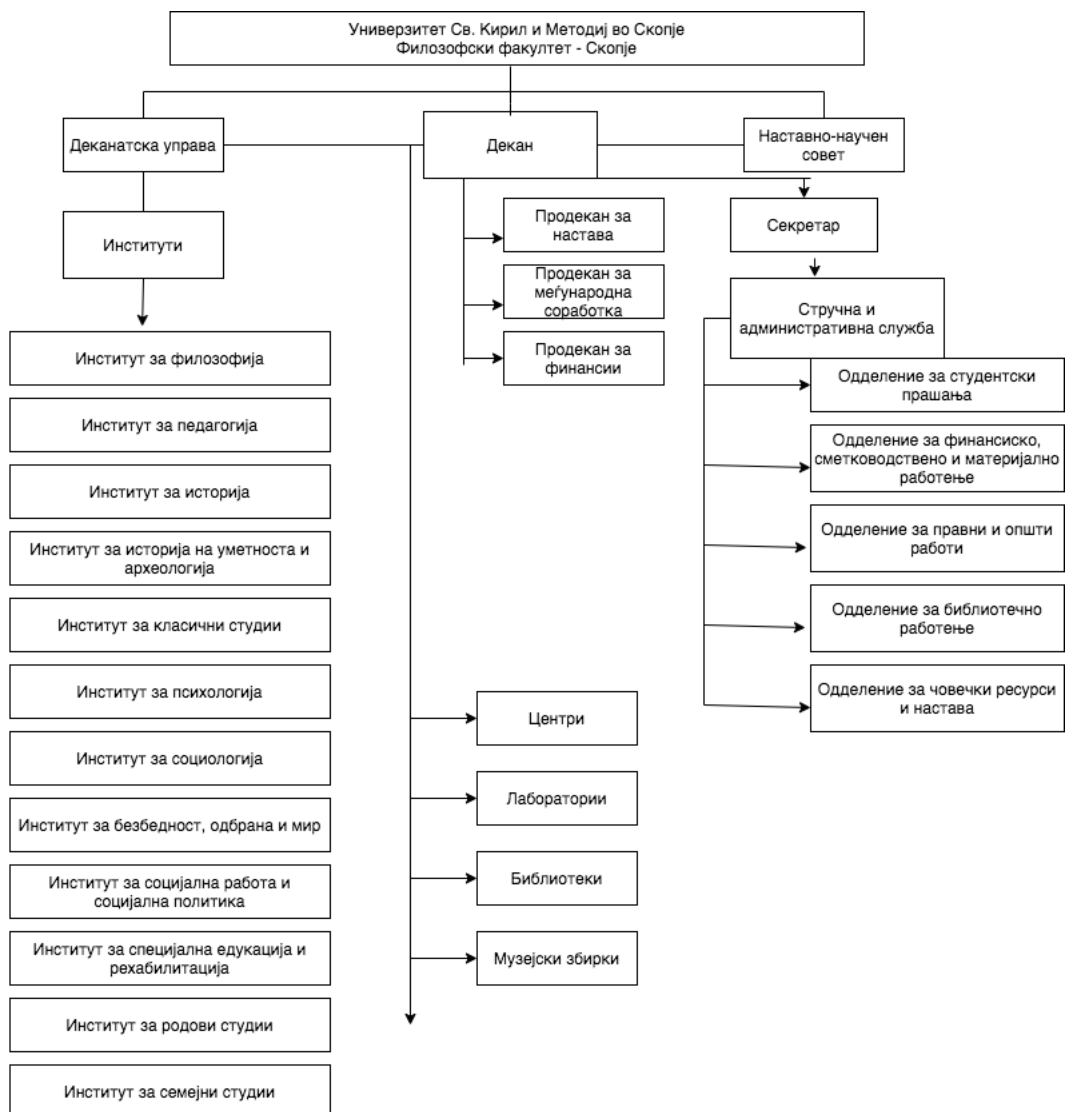 Универзитет Св. Кирил и Методиј во Скопје
Филозофски факултет - Скопје
Деканатска управа
Декан
Наставно-научен
совет
Институти
Продекан за
настава
Секретар
Продекан за
меѓународна
соработка
Стручна и
административна служба
Продекан за
финансии
Институт за филозофија
Институт за педагогија
Институт за историја
Институт за историја на уметноста и
археологија
Институт за класични студии
Институт за психологија
Институт за социологија
Институт за безбедност, одбрана и мир
Институт за социјална работа и
социјална политика
Институт за специјална едукација и
рехабилитација
Институт за родови студии
Институт за семејни студии
Одделение за студентски
прашања
Одделение за финансиско,
сметководствено и материјално
работење
Одделение за правни и општи
работи
Одделение за библиотечно
работење
Одделение за човечки ресурси
и настава
Центри
Лаборатории
Библиотеки
Музејски збирки